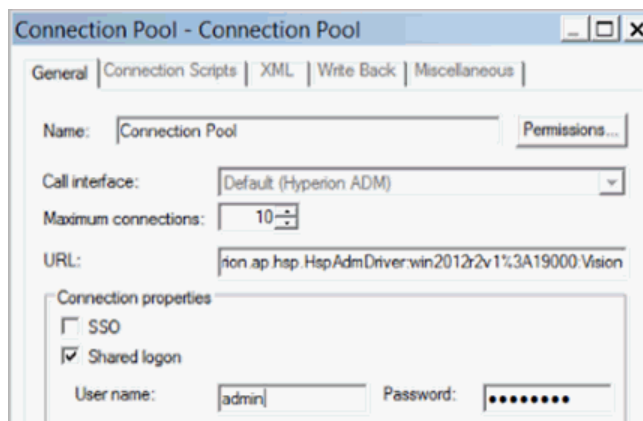 Connection Pool - Connection Pool
General Connection Scripts XML Write Back Miscellaneous
Name: Connection Pool Permissions...
Call interface: Default (Hyperion ADM)
Maximum connections: 10
URL: rion.ap.hsp.HspAdmDriver:win2012r2v1%3A19000:Vision
Connection properties
SSO
Shared logon
User name: admin Password: ••••••••